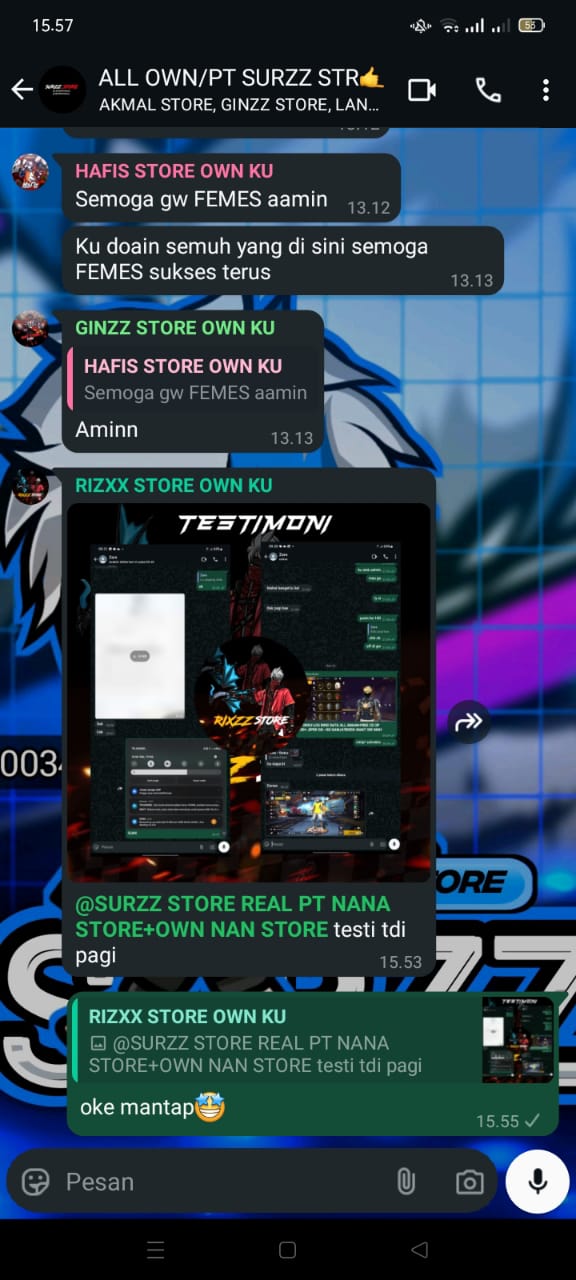 15.57
53
ALL OWN/PT SURZZ STR🤙
AKMAL STORE, GINZZ STORE, LAN...
HAFIS STORE OWN KU
Semoga gw FEMES aamin
13.12
Ku doain semuh yang di sini semoga
FEMES sukses terus
13.13
GINZZ STORE OWN KU
HAFIS STORE OWN KU
Semoga gw FEMES aamin
Aminn
13.13
RIZXX STORE OWN KU
TESTIMONI
RIXZZ STORE
@SURZZ STORE REAL PT NANA
STORE+OWN NAN STORE testi tdi
pagi
15.53
RIZXX STORE OWN KU
@SURZZ STORE REAL PT NANA
STORE+OWN NAN STORE testi tdi pagi
oke mantap🤩
15.55
Pesan